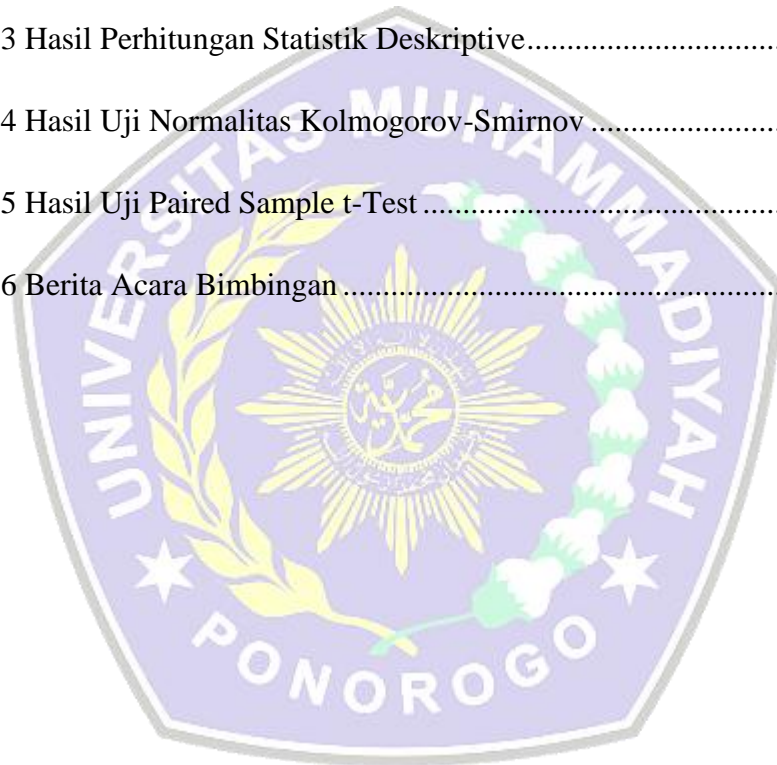 3 Hasil Perhitungan Statistik Deskriptive......................................
4 Hasil Uji Normalitas Kolmogorov-Smirnov ..............................
5 Hasil Uji Paired Sample t-Test ....................................................
6 Berita Acara Bimbingan ...............................................................
UNIVERSITAS MUHAMMADIYAH
محمدية
PONOROGO